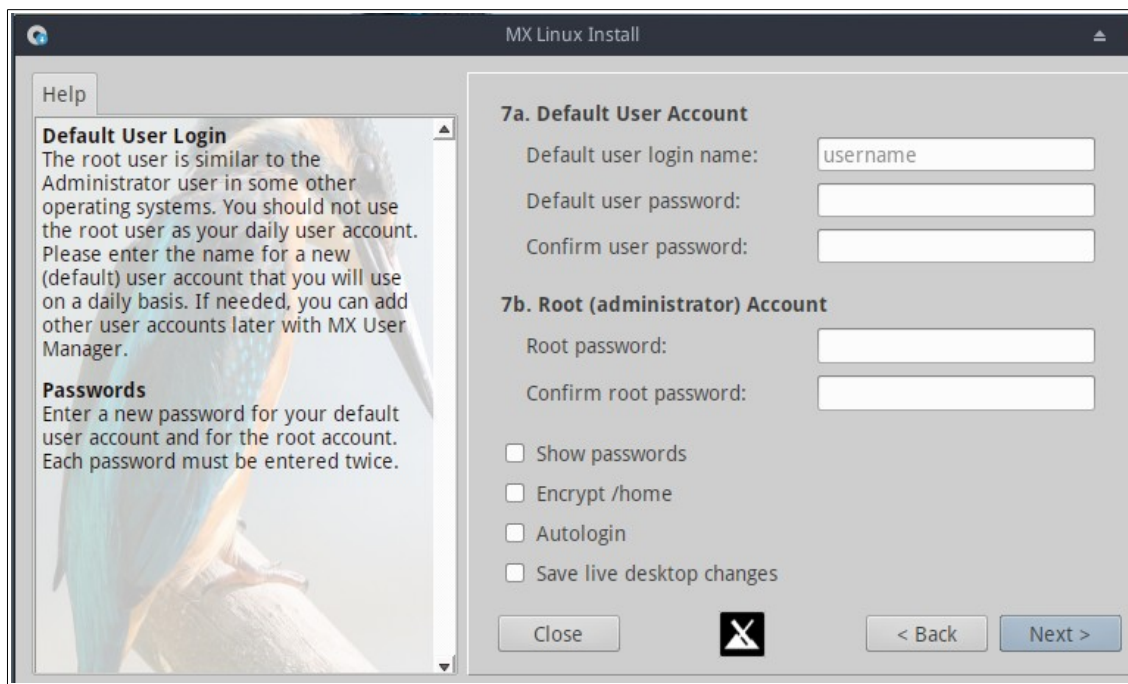 MX Linux Install
Help
Default User Login
The root user is similar to the
Administrator user in some other
operating systems. You should not use
the root user as your daily user account.
Please enter the name for a new
(default) user account that you will use
on a daily basis. If needed, you can add
other user accounts later with MX User
Manager.
Passwords
Enter a new password for your default
user account and for the root account.
Each password must be entered twice.
7a. Default User Account
Default user login name:
username
Default user password:
Confirm user password:
7b. Root (administrator) Account
Root password:
Confirm root password:
Show passwords
Encrypt /home
Autologin
Save live desktop changes
Close
< Back
Next >